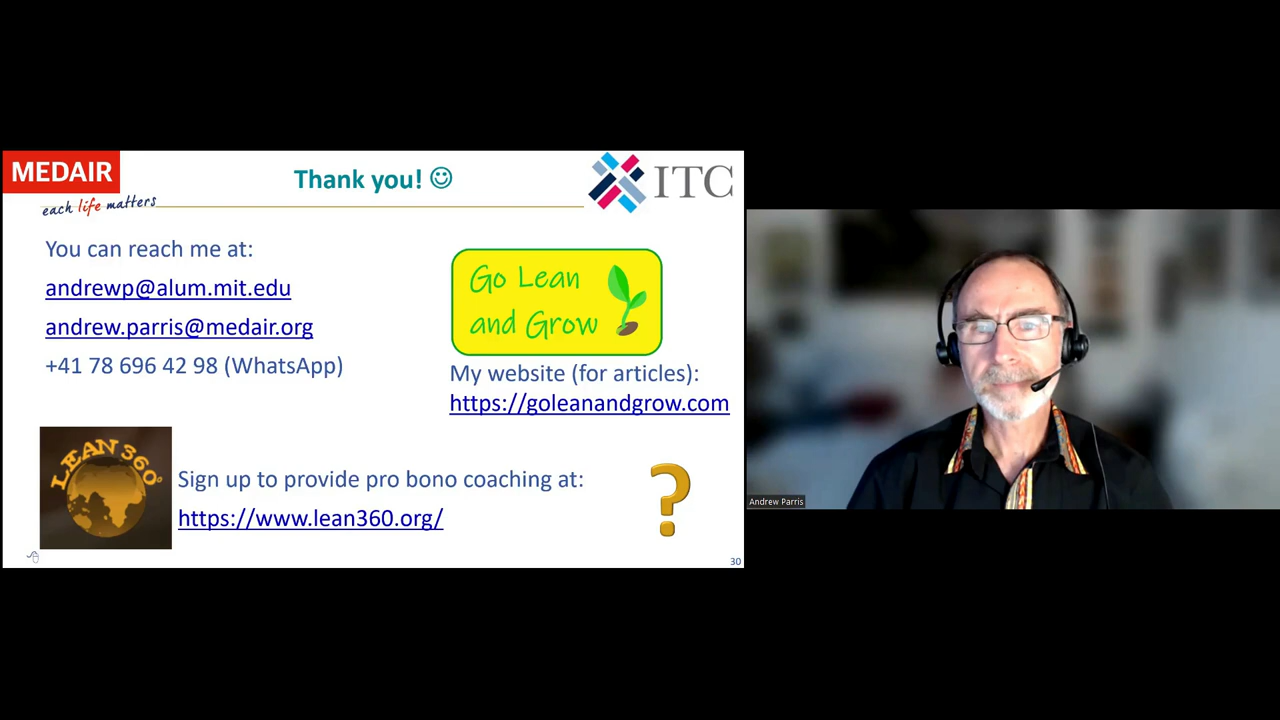 MEDAIR
each life matters
Thank you! ☺
ITC
You can reach me at:
andrewp@alum.mit.edu
andrew.parris@medair.org
+41 78 696 42 98 (WhatsApp)
Go Lean
and Grow
My website (for articles):
https://goleanandgrow.com
LEAN 360°
Sign up to provide pro bono coaching at:
https://www.lean360.org/
?
30
Andrew Parris